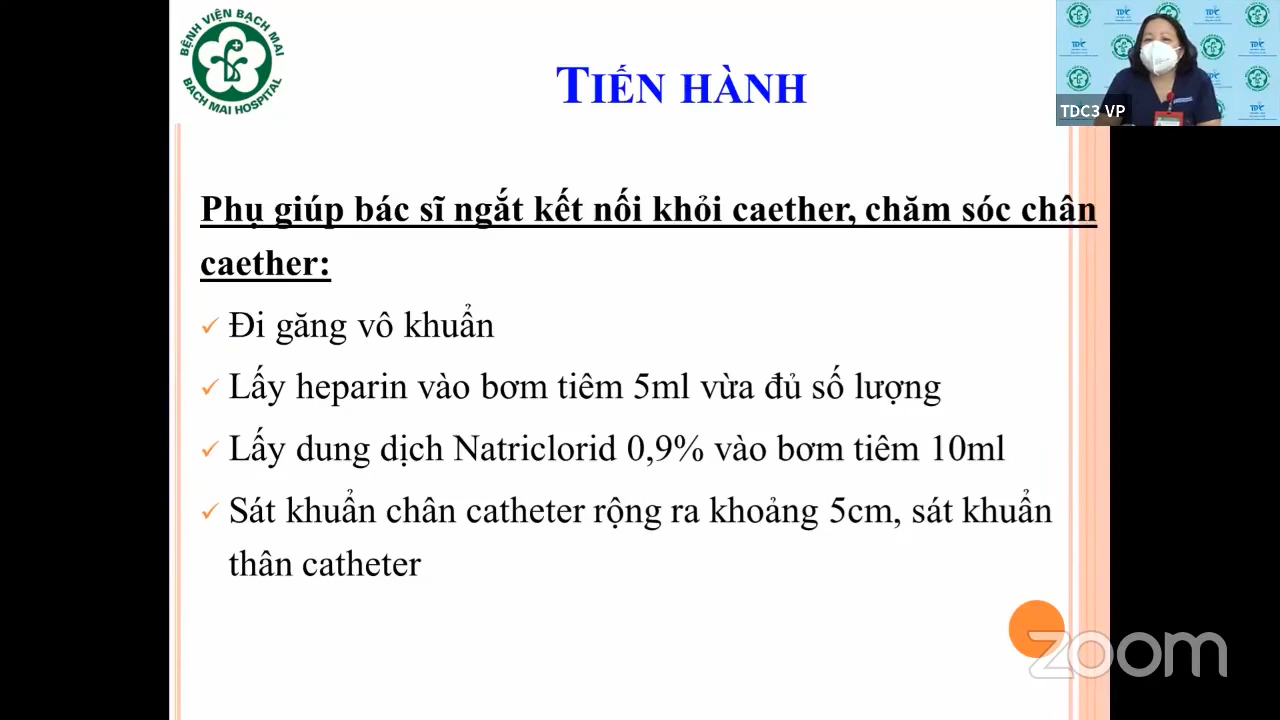 BỆNH VIỆN BẠCH MAI
BACH MAI HOSPITAL
TIẾN HÀNH
TDC3 VP
Phụ giúp bác sĩ ngắt kết nối khỏi caether, chăm sóc chân
caether:
Đi găng vô khuẩn
Lấy heparin vào bơm tiêm 5ml vừa đủ số lượng
Lấy dung dịch Natriclorid 0,9% vào bơm tiêm 10ml
Sát khuẩn chân catheter rộng ra khoảng 5cm, sát khuẩn
thân catheter
zoom